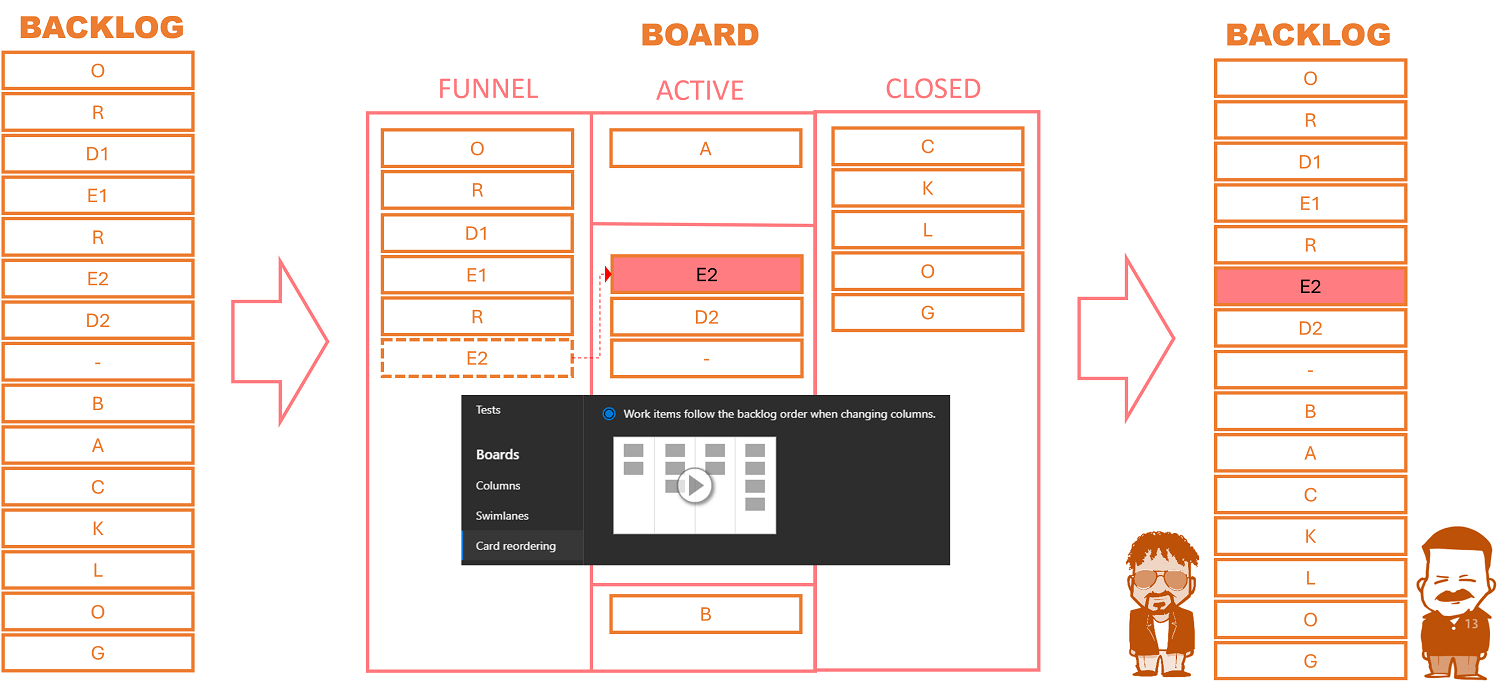 BACKLOG
O
R
D1
E1
R
E2
D2
-
B
A
C
K
L
O
G
BOARD
FUNNEL
O
R
D1
E1
R
E2
ACTIVE
A
E2
D2
-
B
CLOSED
C
K
L
O
G
Tests
Boards
Columns
Swimlanes
Card reordering
Work items follow the backlog order when changing columns.
BACKLOG
O
R
D1
E1
R
E2
D2
-
B
A
C
K
L
O
G
13